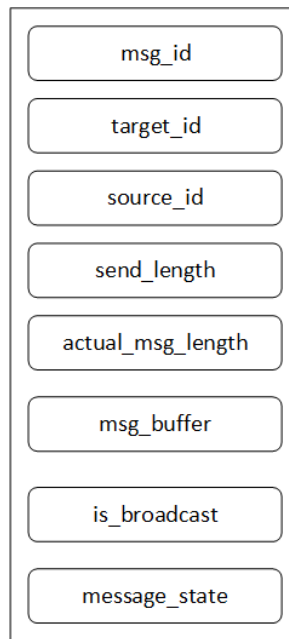 msg_id
target_id
source_id
send_length
actual_msg_length
msg_buffer
is_broadcast
message_state